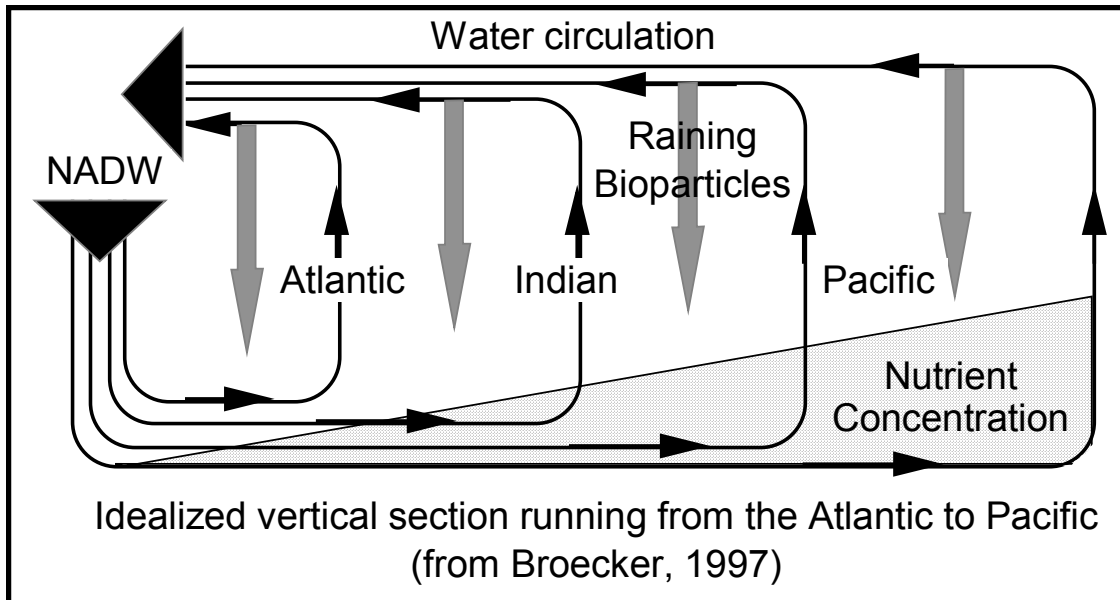 Water circulation
NADW
Raining
Bioparticles
Atlantic
Indian
Pacific
Nutrient
Concentration
Idealized vertical section running from the Atlantic to Pacific
(from Broecker, 1997)